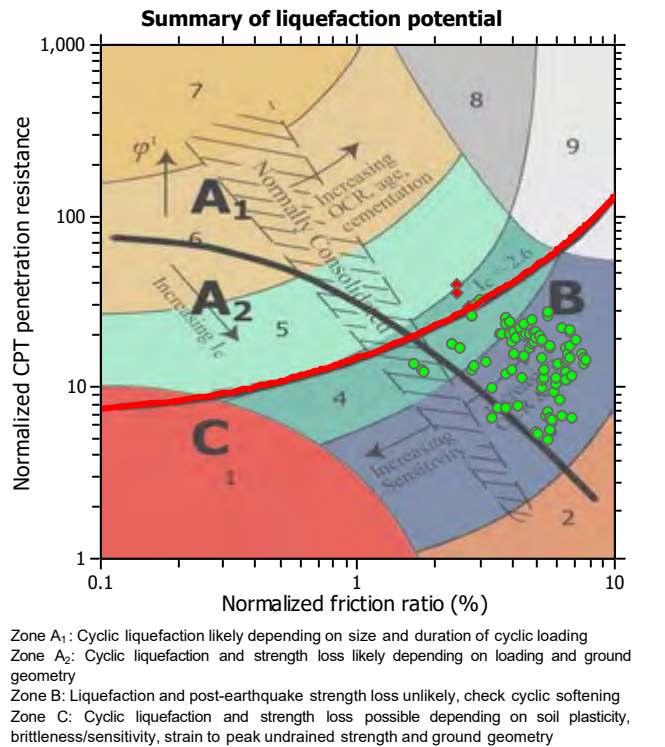 Summary of liquefaction potential
1,000
7
8
9
φ'
Increasing
OCR, age,
cementation
Normally Consolidated
A1
100
Normalized CPT penetration resistance
6
Ic = 2.6
A2
B
Increasing Ic
5
10
4
C
Increasing
Sensitivity
1
2
1
0.1
1
10
Normalized friction ratio (%)
Zone A1: Cyclic liquefaction likely depending on size and duration of cyclic loading
Zone A2: Cyclic liquefaction and strength loss likely depending on loading and ground
geometry
Zone B: Liquefaction and post-earthquake strength loss unlikely, check cyclic softening
Zone C: Cyclic liquefaction and strength loss possible depending on soil plasticity,
brittleness/sensitivity, strain to peak undrained strength and ground geometry